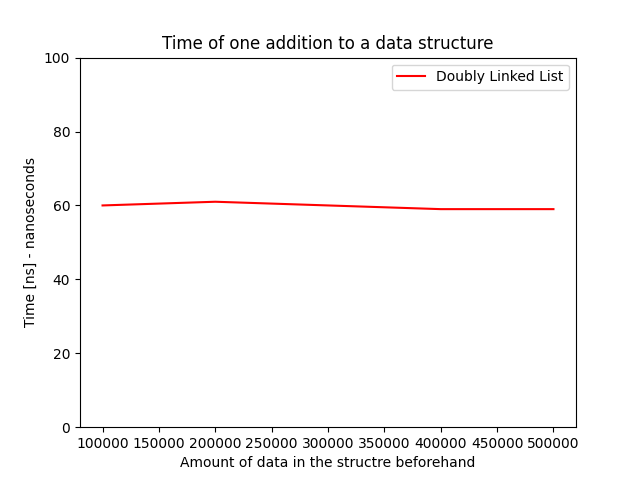 Time of one addition to a data structure
Doubly Linked List
100
80
60
40
20
0
Time [ns] - nanoseconds
100000 150000 200000 250000 300000 350000 400000 450000 500000
Amount of data in the structre beforehand